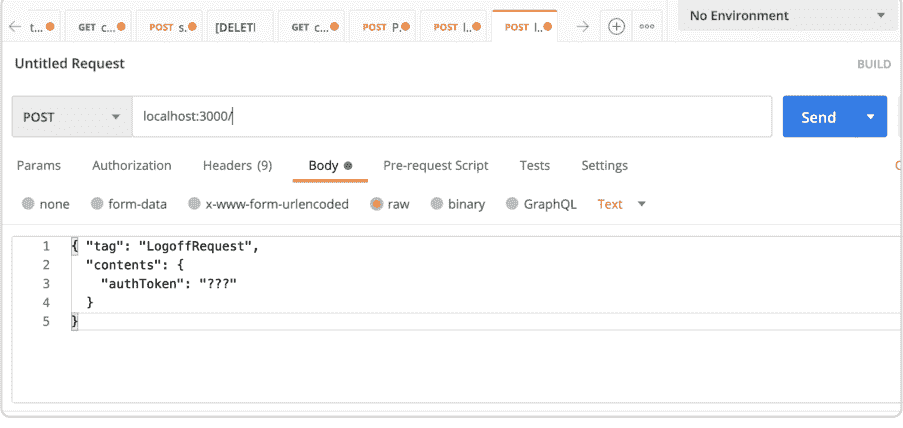 t... GET c... POST s... [DELETI GET c... POST P... POST l... POST l... No Environment
Untitled Request BUILD
POST localhost:3000/ Send
Params Authorization Headers (9) Body Pre-request Script Tests Settings
none form-data x-www-form-urlencoded raw binary GraphQL Text
1 { "tag": "LogoffRequest",
2 "contents": {
3 "authToken": "???"
4 }
5 }